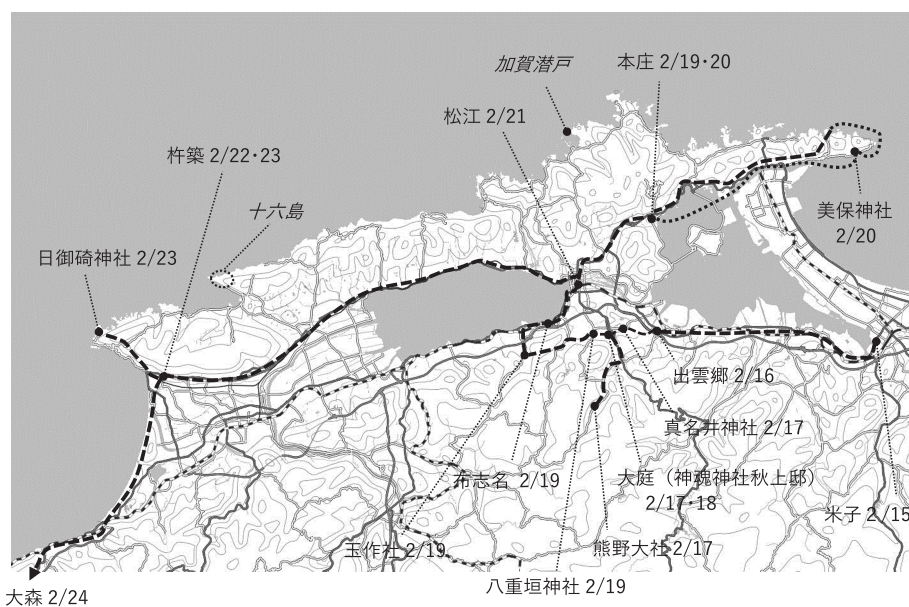 加賀潜戸
本庄 2/19・20
松江 2/21
杵築 2/22・23
十六島
美保神社
2/20
日御碕神社 2/23
出雲郷 2/16
真名井神社 2/17
布志名 2/19
大庭（神魂神社秋上邸）
2/17・18
米子 2/15
玉作社 2/19
熊野大社 2/17
八重垣神社 2/19
大森 2/24